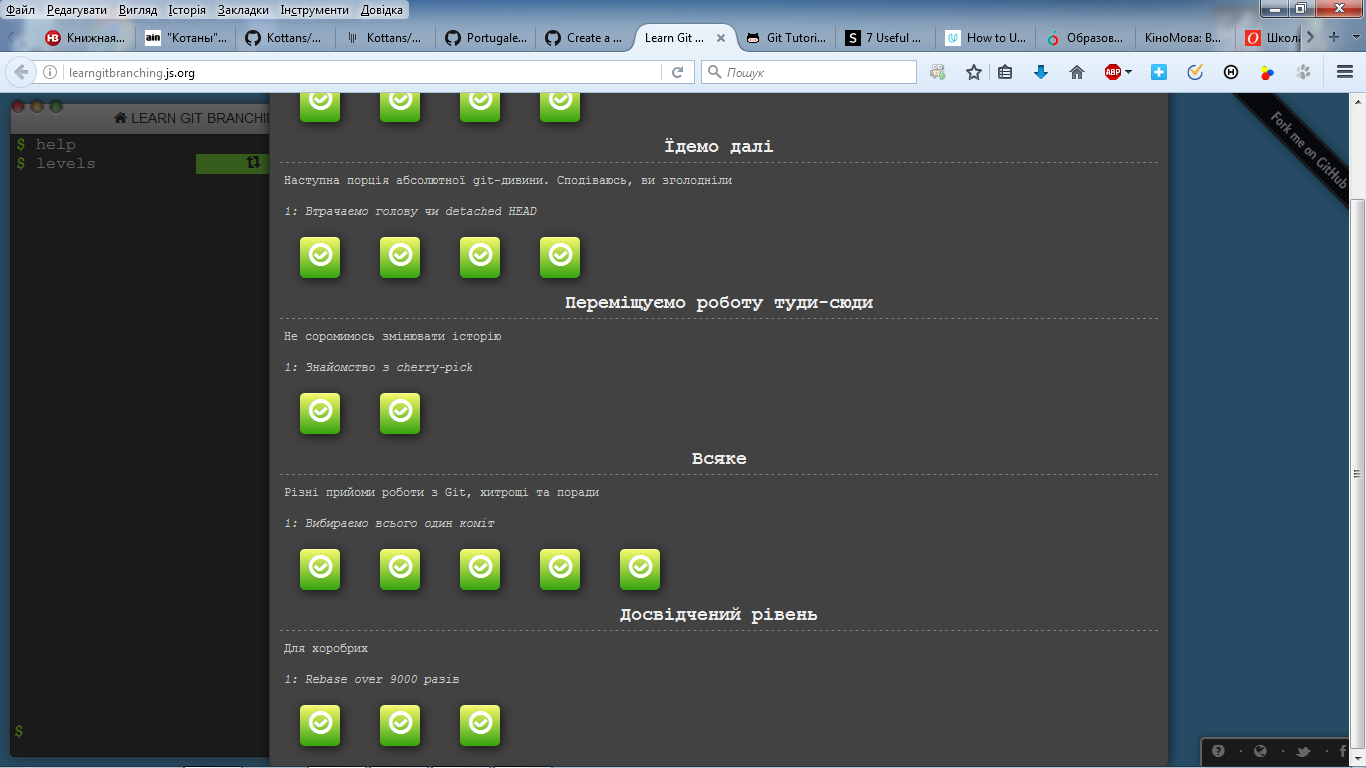 Файл Редагувати Вигляд Історія Закладки Інструменти Довідка
Книжная... "Котаны"... Kottans/... Kottans/... Portugale... Create a ... Learn Git ... Git Tutori... 7 Useful ... How to U... Образов... КіноМова: В... Школа
learngitbranching.js.org Пошук
LEARN GIT BRANCHIN
Fork me on GitHub
$ help
$ levels
Їдемо далі
Наступна порція абсолютної git-дивини. Сподіваюсь, ви зголодніли
1: Втрачаемо голову чи detached HEAD
Переміщуємо роботу туди-сюди
Не соромимось змінювати історію
1: Знайомство з cherry-pick
Всяке
Різні прийоми роботи з Git, хитрощі та поради
1: Вибираемо всього один коміт
Досвідчений рівень
Для хоробрих
1: Rebase over 9000 разів
$